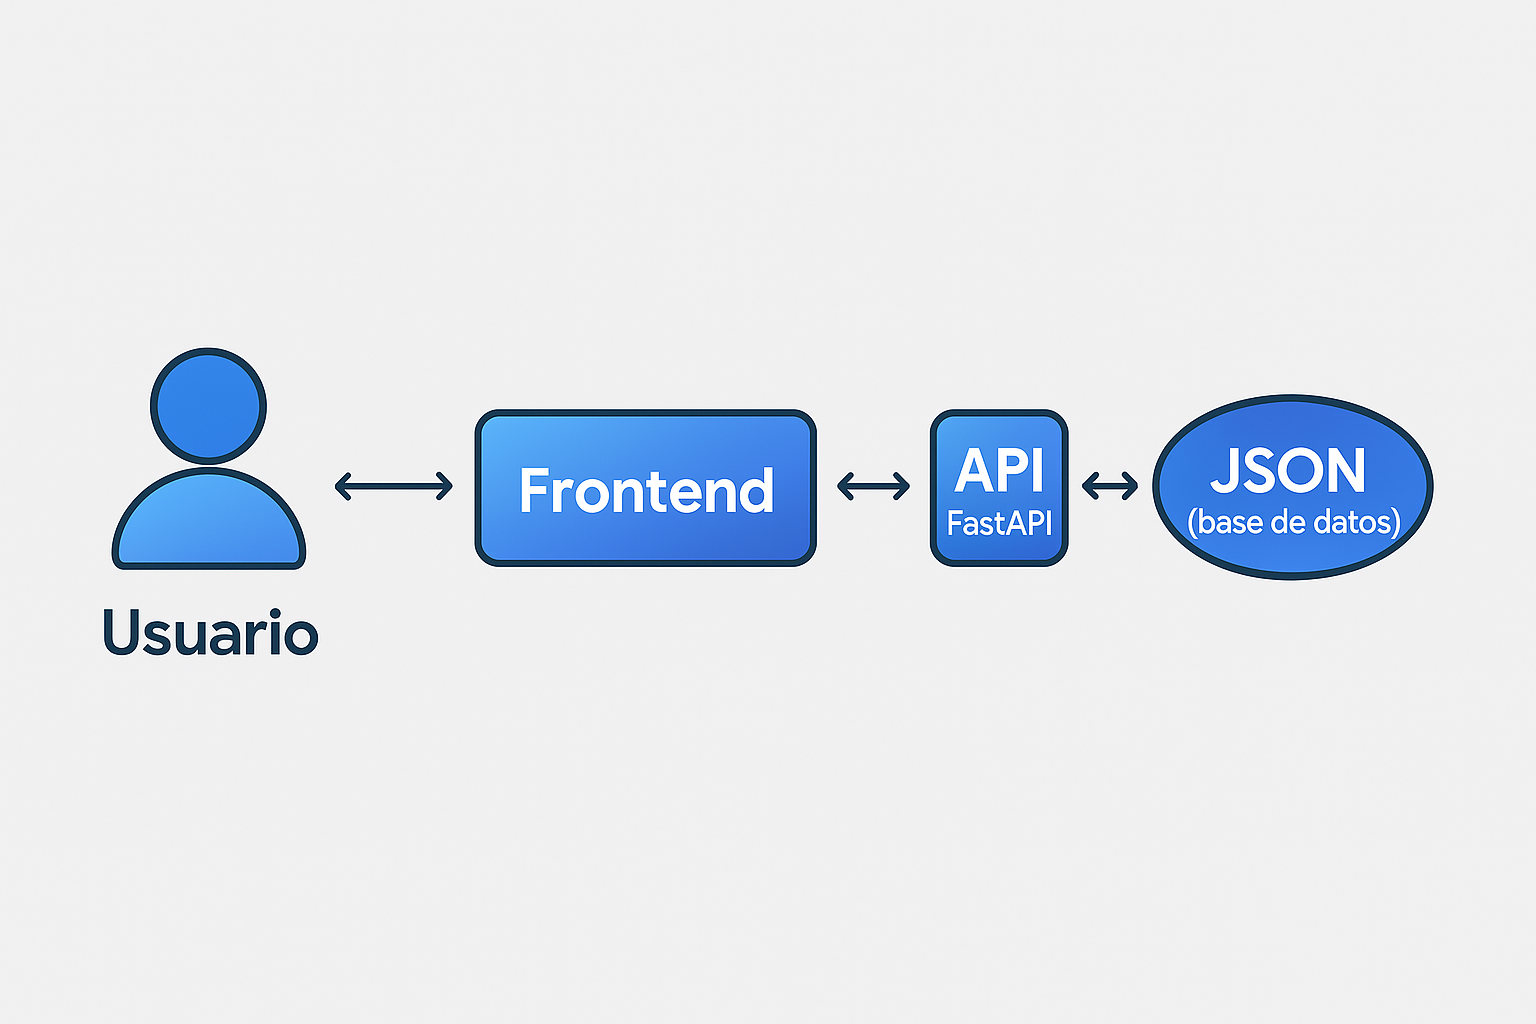 Usuario
Frontend
API
FastAPI
JSON
(base de datos)